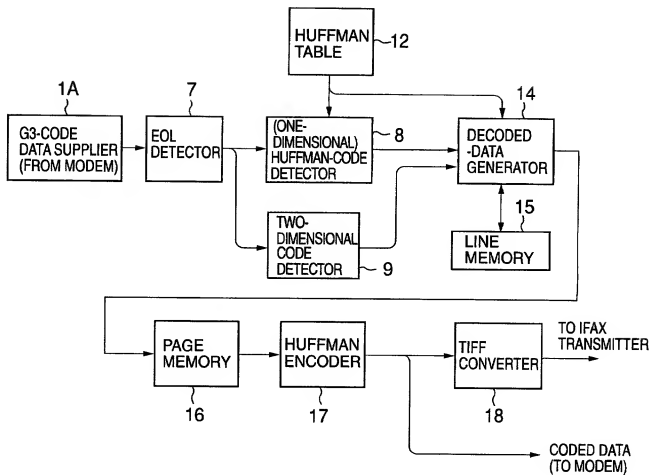 HUFFMAN
TABLE
12
1A
G3-CODE
DATA SUPPLIER
(FROM MODEM)
7
EOL
DETECTOR
(ONE-
DIMENSIONAL)
HUFFMAN-CODE
DETECTOR
8
14
DECODED
-DATA
GENERATOR
TWO-
DIMENSIONAL
CODE
DETECTOR
9
15
LINE MEMORY
PAGE
MEMORY
16
HUFFMAN
ENCODER
17
TIFF
CONVERTER
18
TO IFAX
TRANSMITTER
CODED DATA
(TO MODEM)